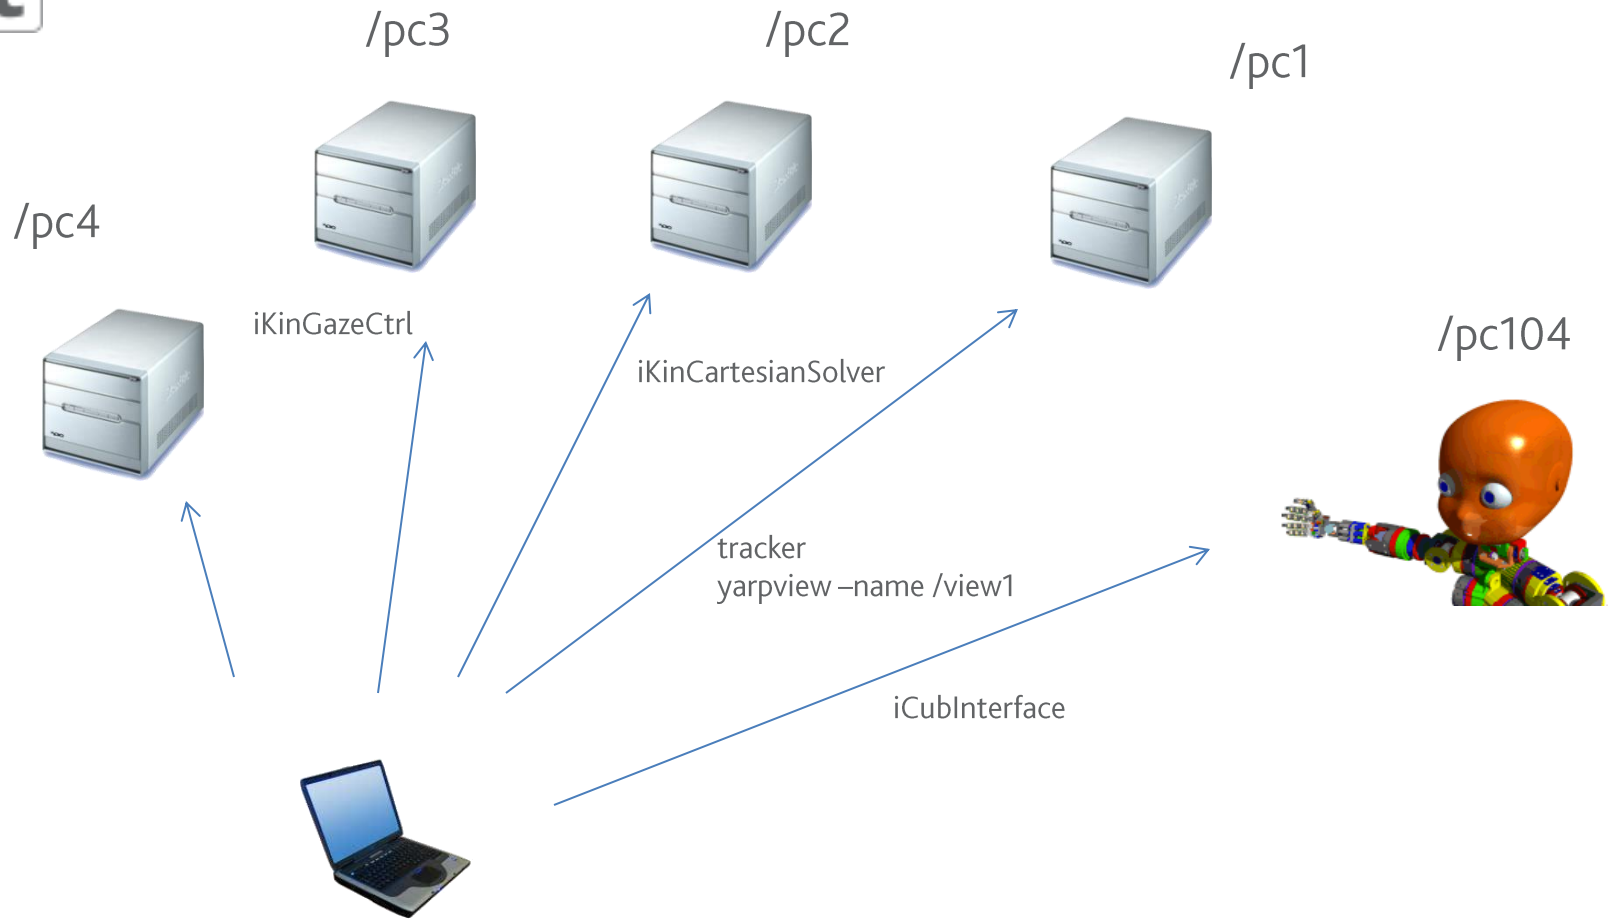 /pc3
/pc2
/pc1
/pc4
iKinGazeCtrl
/pc104
iKinCartesianSolver
tracker
yarpview –name /view1
iCubInterface